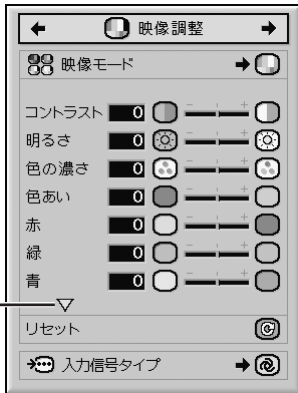 映像調整
映像モード
コントラスト 0
明るさ 0
色の濃さ 0
色あい 0
赤 0
緑 0
青 0
リセット
入力信号タイプ